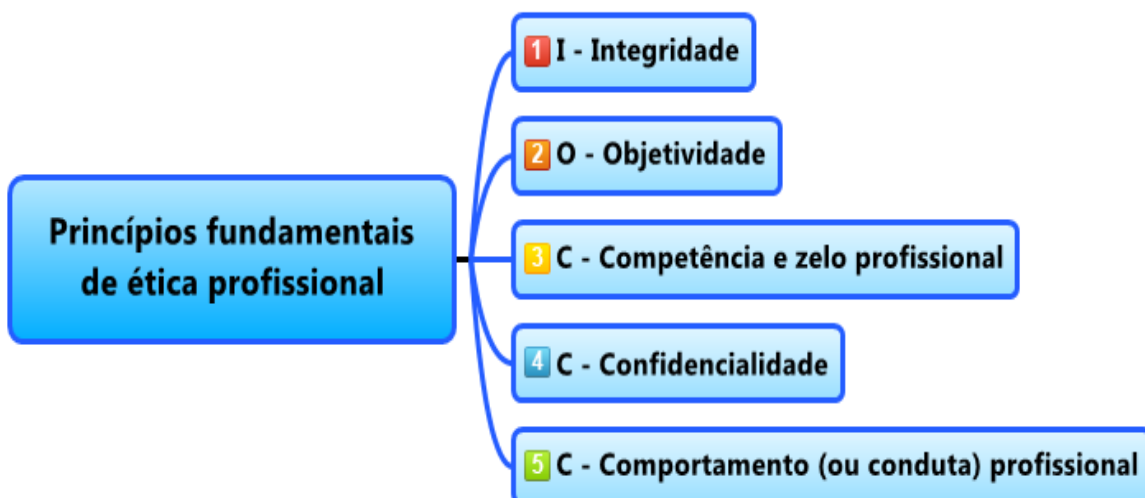 Princípios fundamentais
de ética profissional
1 I - Integridade
2 O - Objetividade
3 C - Competência e zelo profissional
4 C - Confidencialidade
5 C - Comportamento (ou conduta) profissional